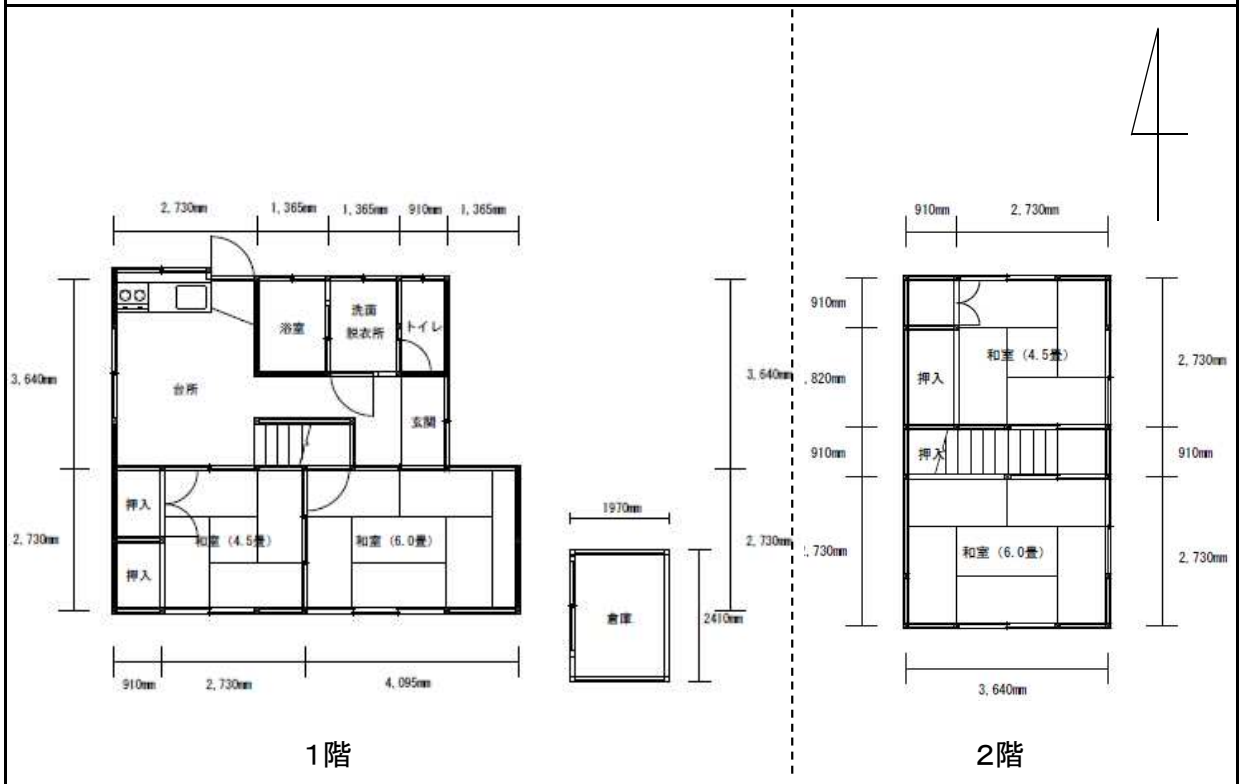 2,730mm 1,365mm 1,365mm 910mm 1,365mm
浴室
洗面
脱衣所
トイレ
3,640mm
台所
玄関
3,640mm
押入
和室（4.5畳）
和室（6.0畳）
2,730mm
押入
2,730mm
910mm 2,730mm 4,095mm
1970mm
倉庫
2410mm
1階
910mm 2,730mm
910mm
和室（4.5畳）
,820mm
押入
2,730mm
910mm
押入
910mm
,730mm
和室（6.0畳）
2,730mm
3,640mm
2階